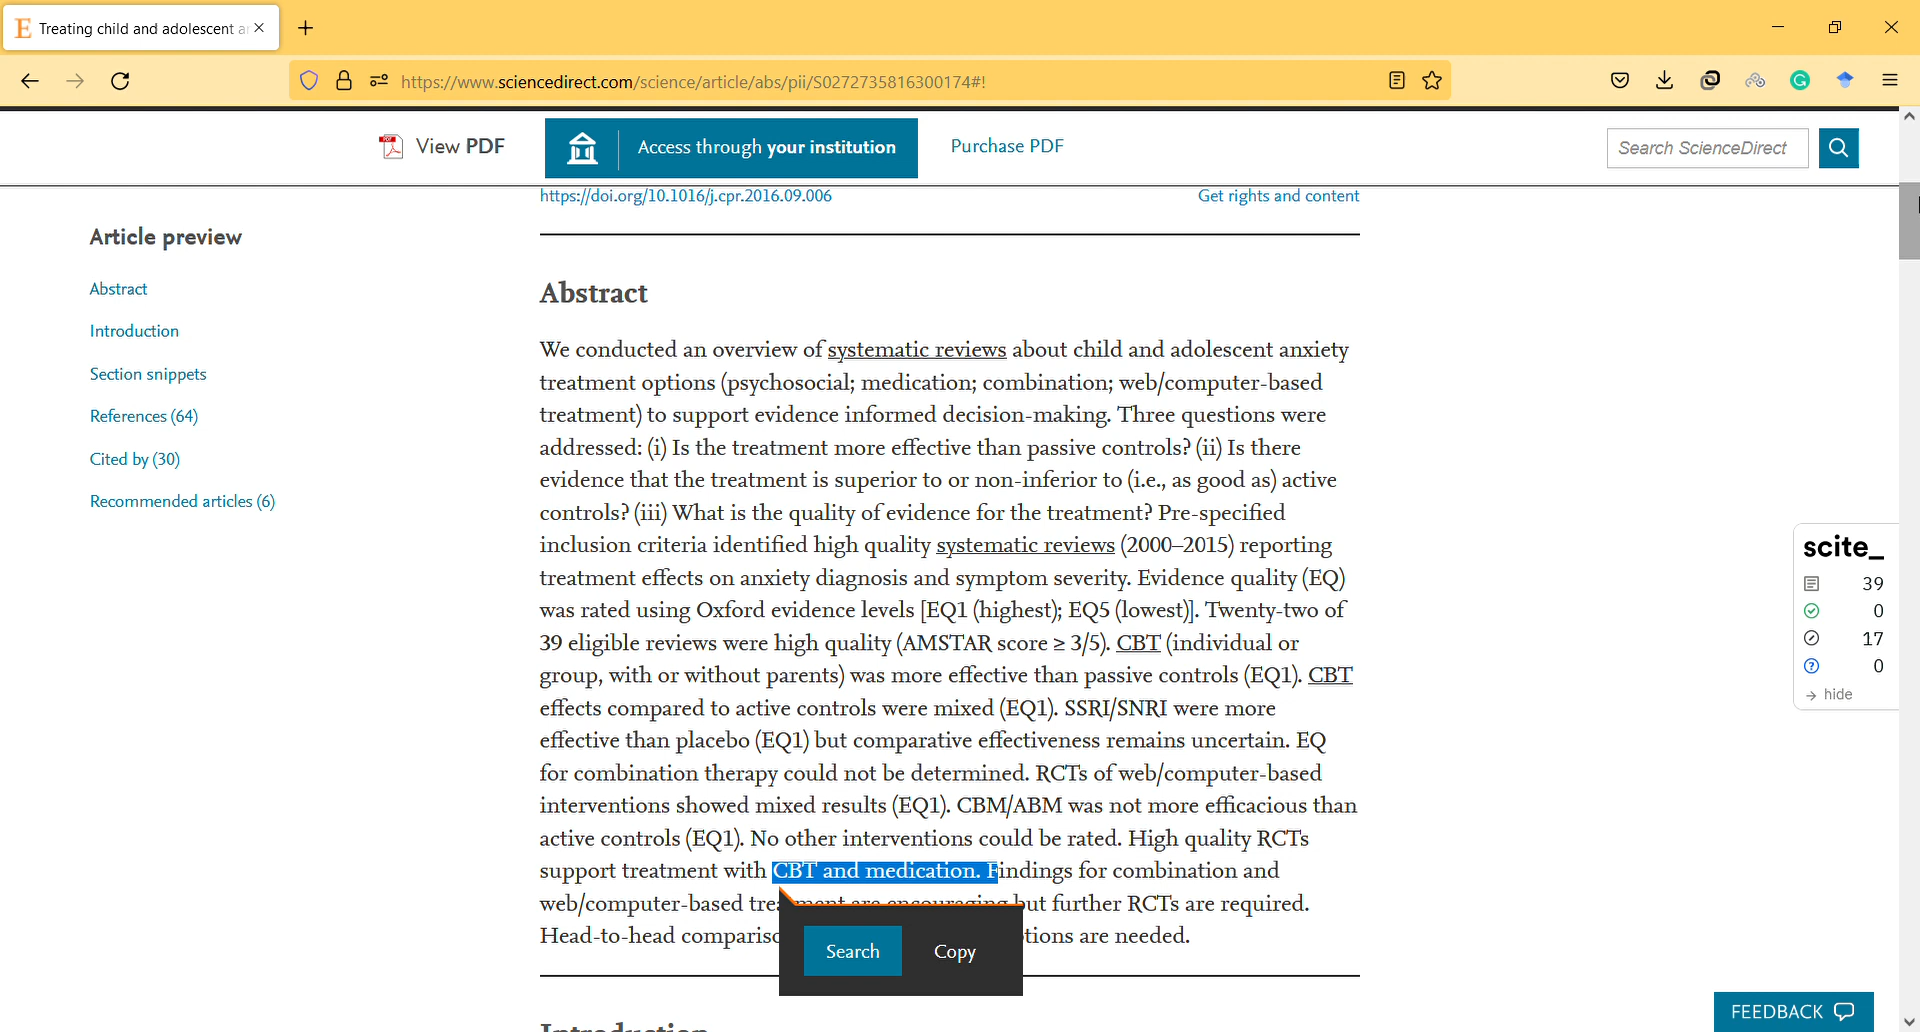 E Treating child and adolescent a
https://www.sciencedirect.com/science/article/abs/pii/S0272735816300174#!
View PDF
Access through your institution
Purchase PDF
Search ScienceDirect
https://doi.org/10.1016/j.cpr.2016.09.006
Get rights and content
Article preview
Abstract
Introduction
Section snippets
References (64)
Cited by (30)
Recommended articles (6)
Abstract
We conducted an overview of systematic reviews about child and adolescent anxiety
treatment options (psychosocial; medication; combination; web/computer-based
treatment) to support evidence informed decision-making. Three questions were
addressed: (i) Is the treatment more effective than passive controls? (ii) Is there
evidence that the treatment is superior to or non-inferior to (i.e., as good as) active
controls? (iii) What is the quality of evidence for the treatment? Pre-specified
inclusion criteria identified high quality systematic reviews (2000–2015) reporting
treatment effects on anxiety diagnosis and symptom severity. Evidence quality (EQ)
was rated using Oxford evidence levels [EQ1 (highest); EQ5 (lowest)]. Twenty-two of
39 eligible reviews were high quality (AMSTAR score ≥ 3/5). CBT (individual or
group, with or without parents) was more effective than passive controls (EQ1). CBT
effects compared to active controls were mixed (EQ1). SSRI/SNRI were more
effective than placebo (EQ1) but comparative effectiveness remains uncertain. EQ
for combination therapy could not be determined. RCTs of web/computer-based
interventions showed mixed results (EQ1). CBM/ABM was not more efficacious than
active controls (EQ1). No other interventions could be rated. High quality RCTs
support treatment with CBT and medication. Findings for combination and
web/computer-based treatment are encouraging but further RCTs are required.
Head-to-head compariso tions are needed.
Search
Copy
Introduction
scite_
39
0
17
0
→ hide
FEEDBACK